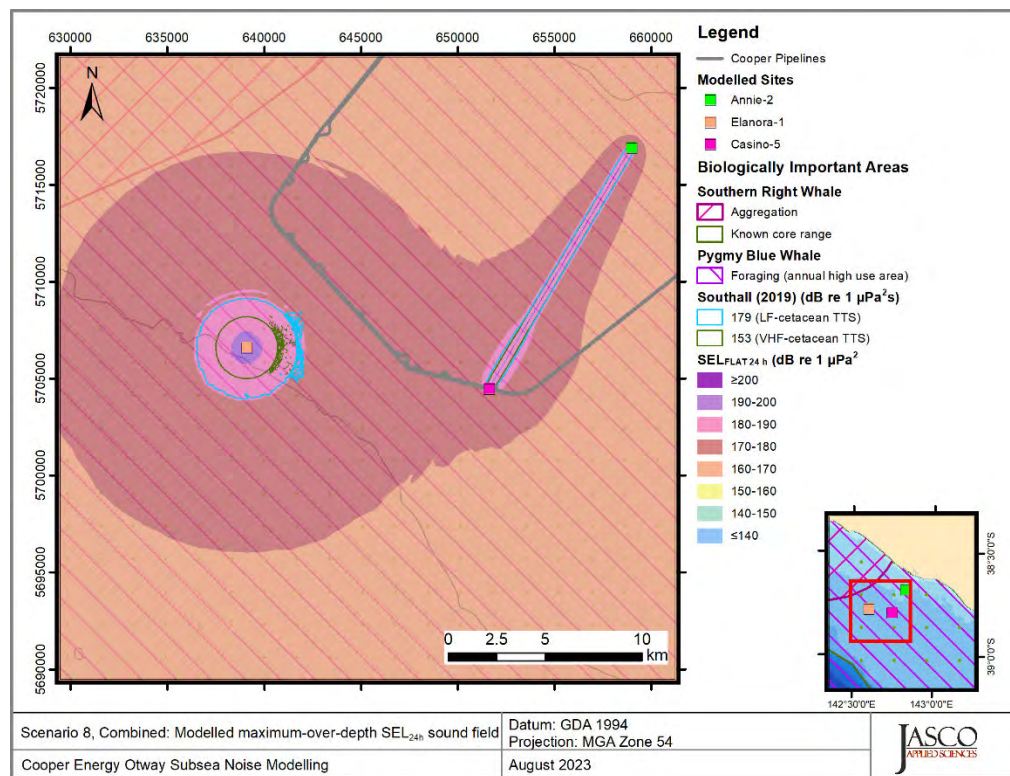 630000 635000 640000 645000 650000 655000 660000
5720000
5715000
5710000
5705000
5700000
5695000
5690000
N
0 2.5 5 10
km
Legend
Cooper Pipelines
Modelled Sites
Annie-2
Elanora-1
Casino-5
Biologically Important Areas
Southern Right Whale
Aggregation
Known core range
Pygmy Blue Whale
Foraging (annual high use area)
Southall (2019) (dB re 1 µPa²s)
179 (LF-cetacean TTS)
153 (VHF-cetacean TTS)
SELFLAT 24 h (dB re 1 µPa²
≥200
190-200
180-190
170-180
160-170
150-160
140-150
≤140
38°30'S
39°0'S
142°30'0"E 143°0'0"E
Scenario 8, Combined: Modelled maximum-over-depth SEL24h sound field
Datum: GDA 1994
Projection: MGA Zone 54
Cooper Energy Otway Subsea Noise Modelling
August 2023
JASCO
APPLIED SCIENCES